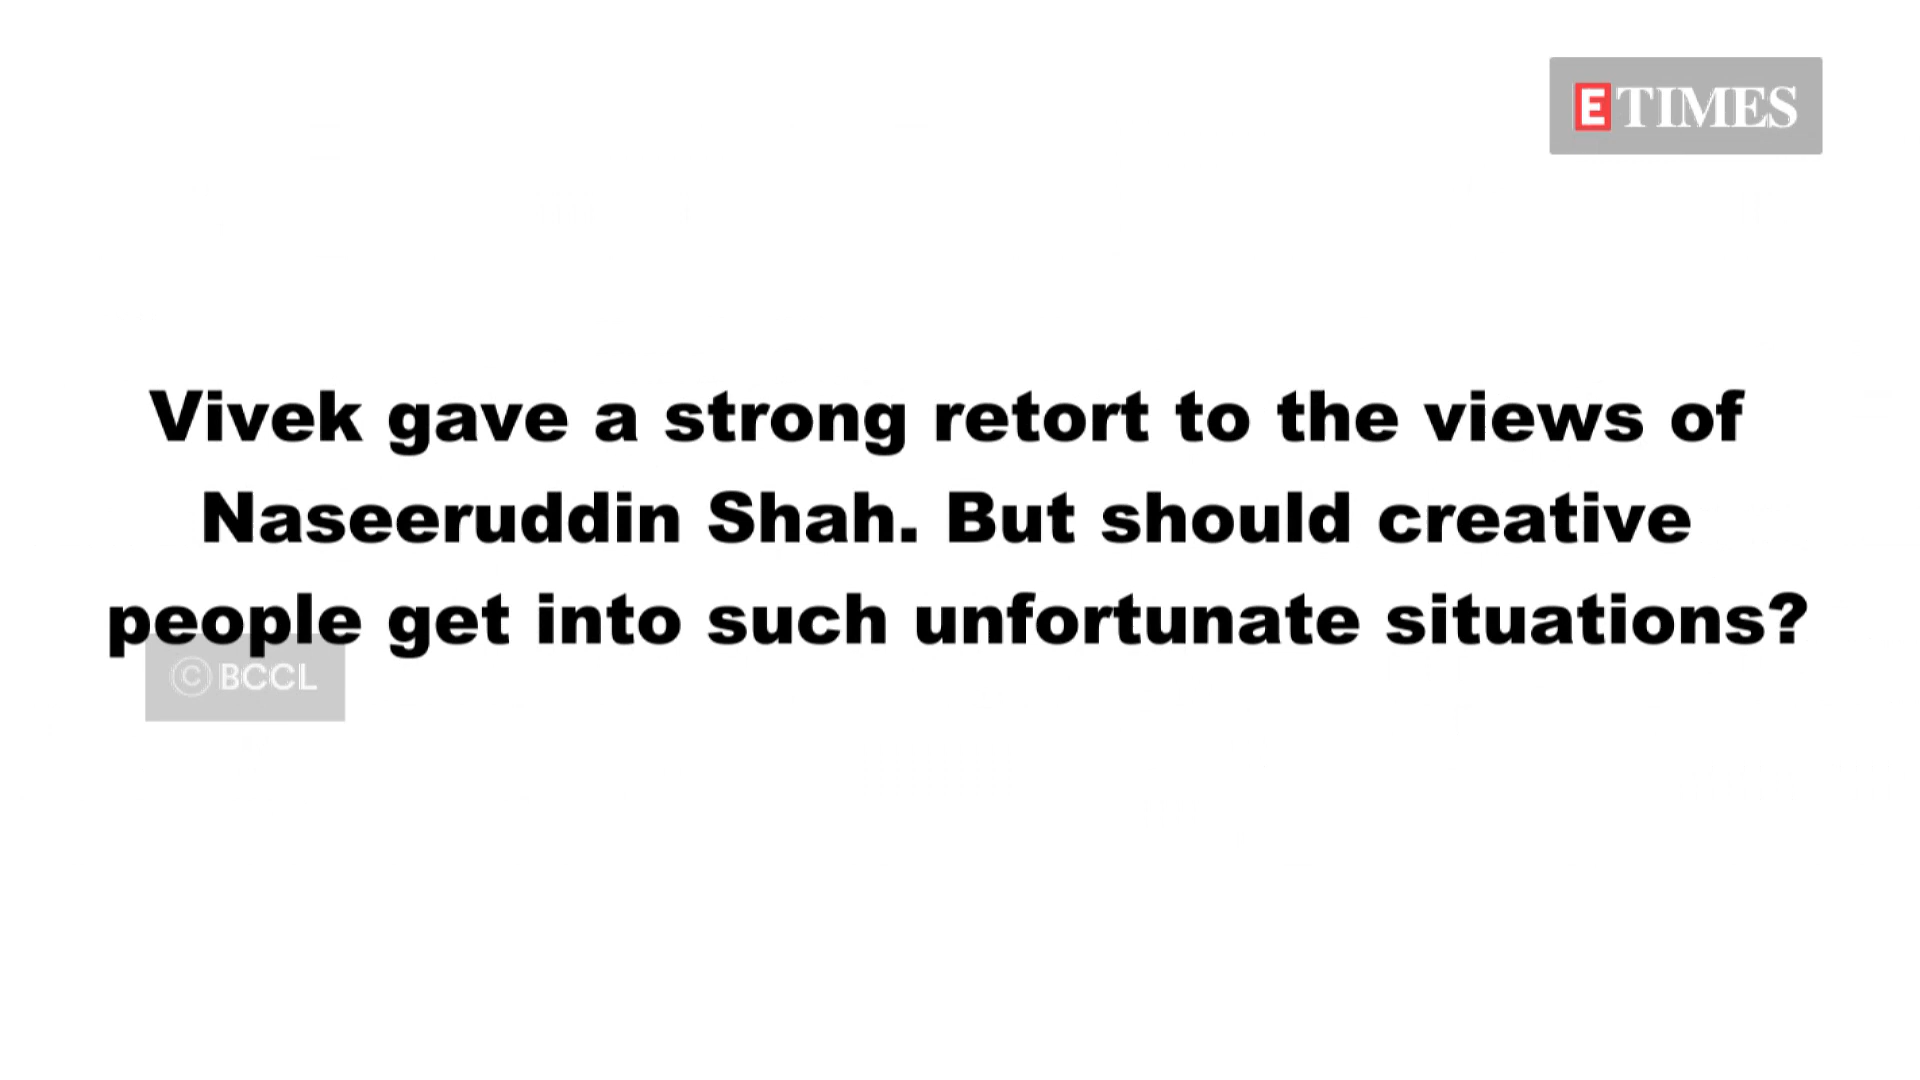 ETIMES
Vivek gave a strong retort to the views of
Naseeruddin Shah. But should creative
people get into such unfortunate situations?
© BCCL